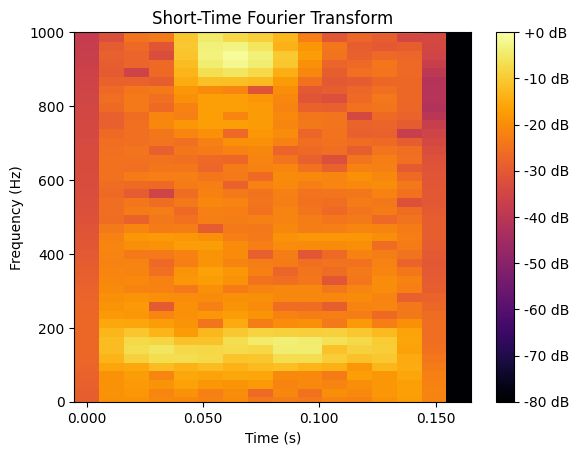 Short-Time Fourier Transform
1000
800
600
400
200
0
Frequency (Hz)
0.000
0.050
0.100
0.150
Time (s)
+0 dB
-10 dB
-20 dB
-30 dB
-40 dB
-50 dB
-60 dB
-70 dB
-80 dB